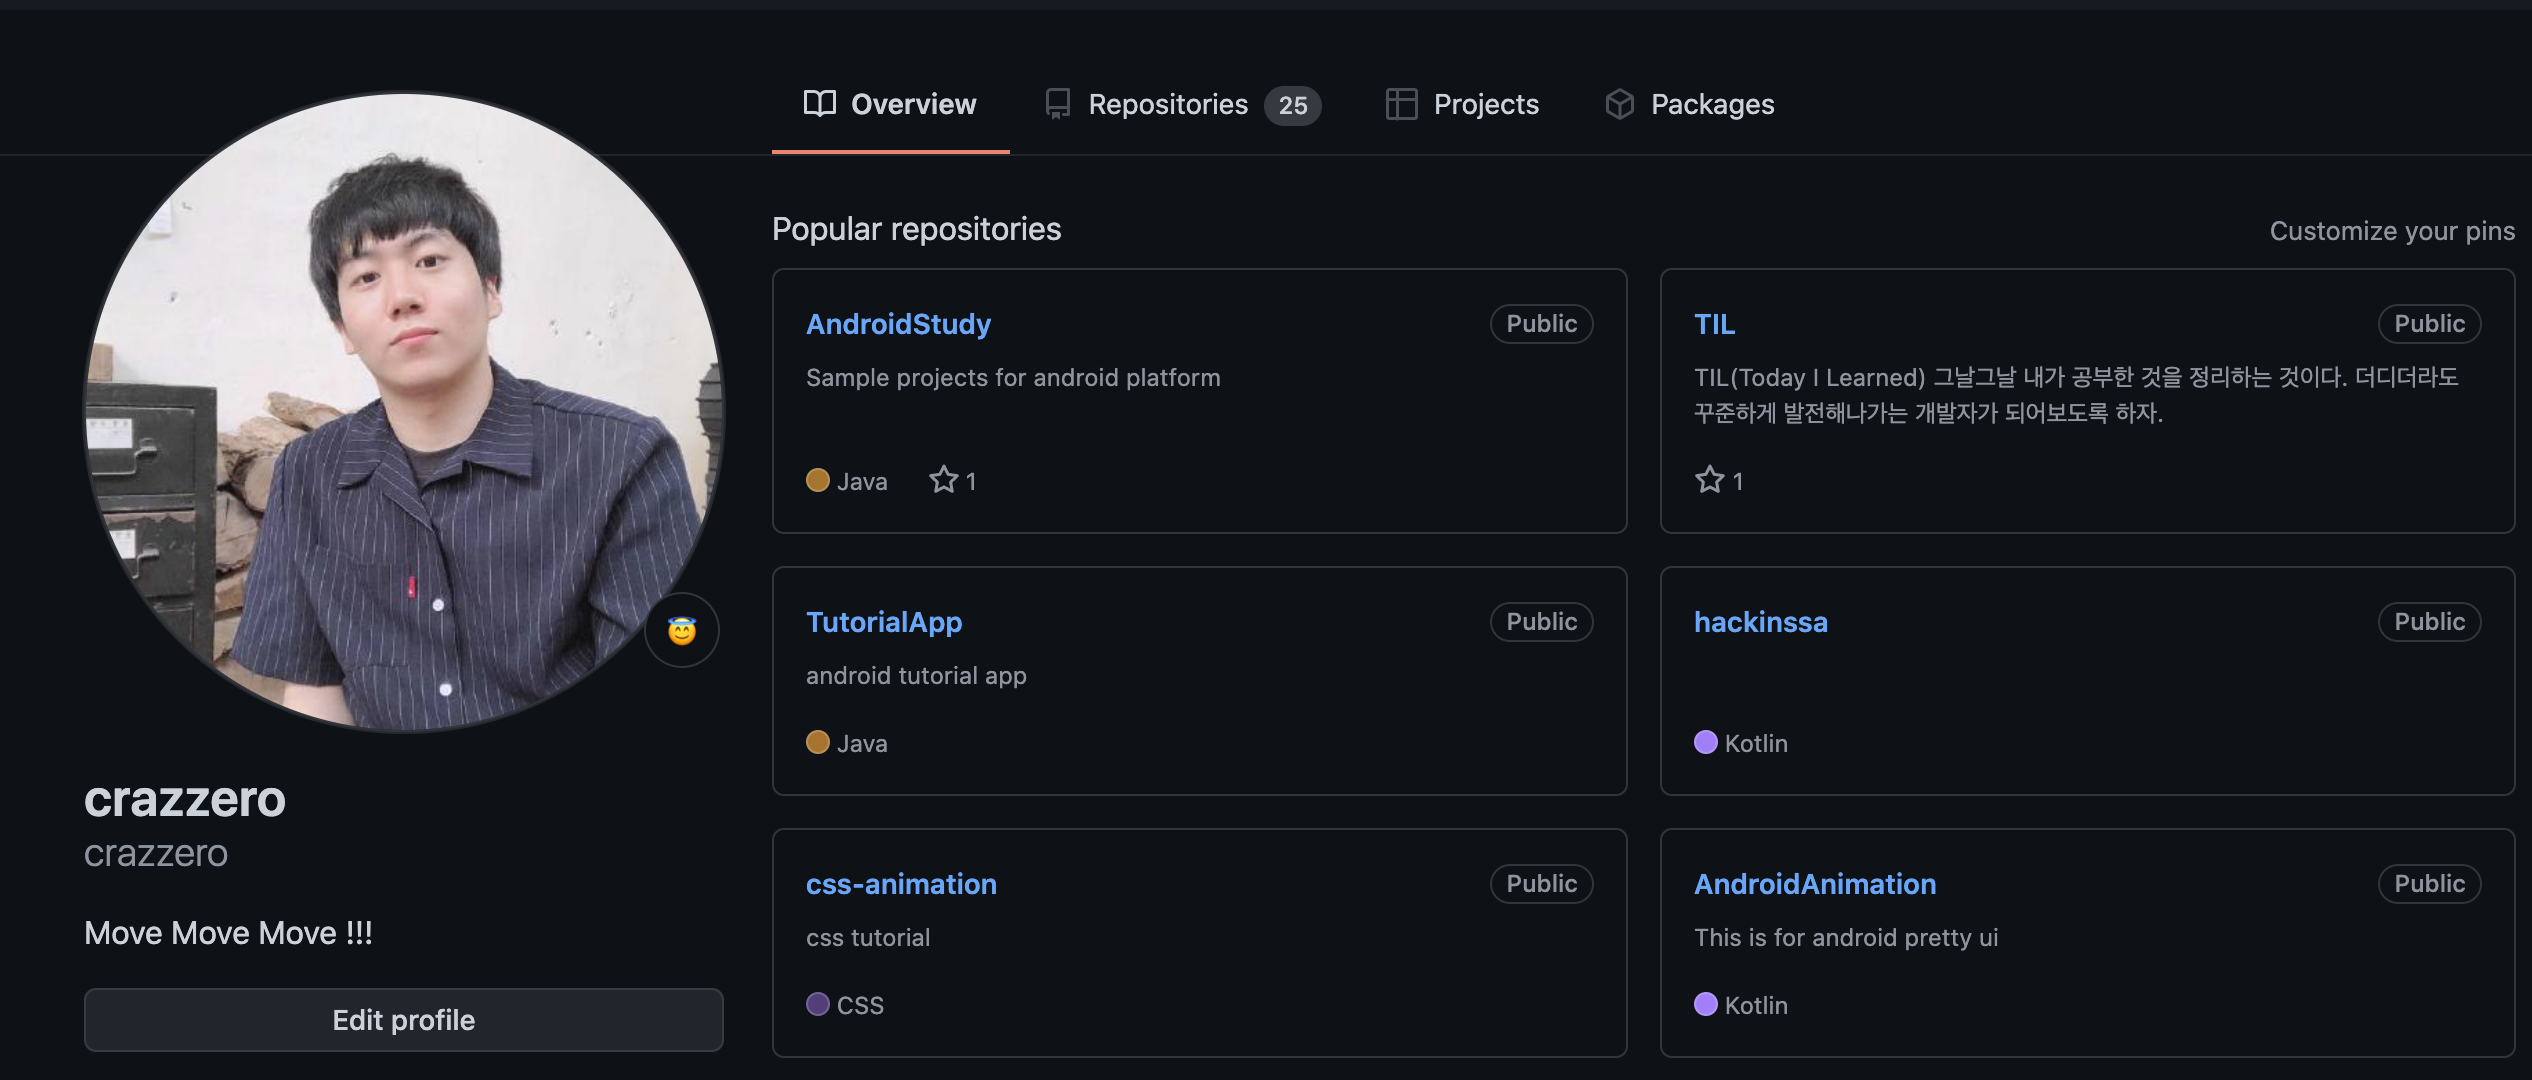 Overview
Repositories 25
Projects
Packages
crazzero
crazzero
Move Move Move !!!
Edit profile
Popular repositories
Customize your pins
AndroidStudy
Public
Sample projects for android platform
Java
1
TIL
Public
TIL(Today I Learned) 그날그날 내가 공부한 것을 정리하는 것이다. 더디더라도
꾸준하게 발전해나가는 개발자가 되어보도록 하자.
1
TutorialApp
Public
android tutorial app
Java
hackinssa
Public
Kotlin
css-animation
Public
css tutorial
CSS
AndroidAnimation
Public
This is for android pretty ui
Kotlin